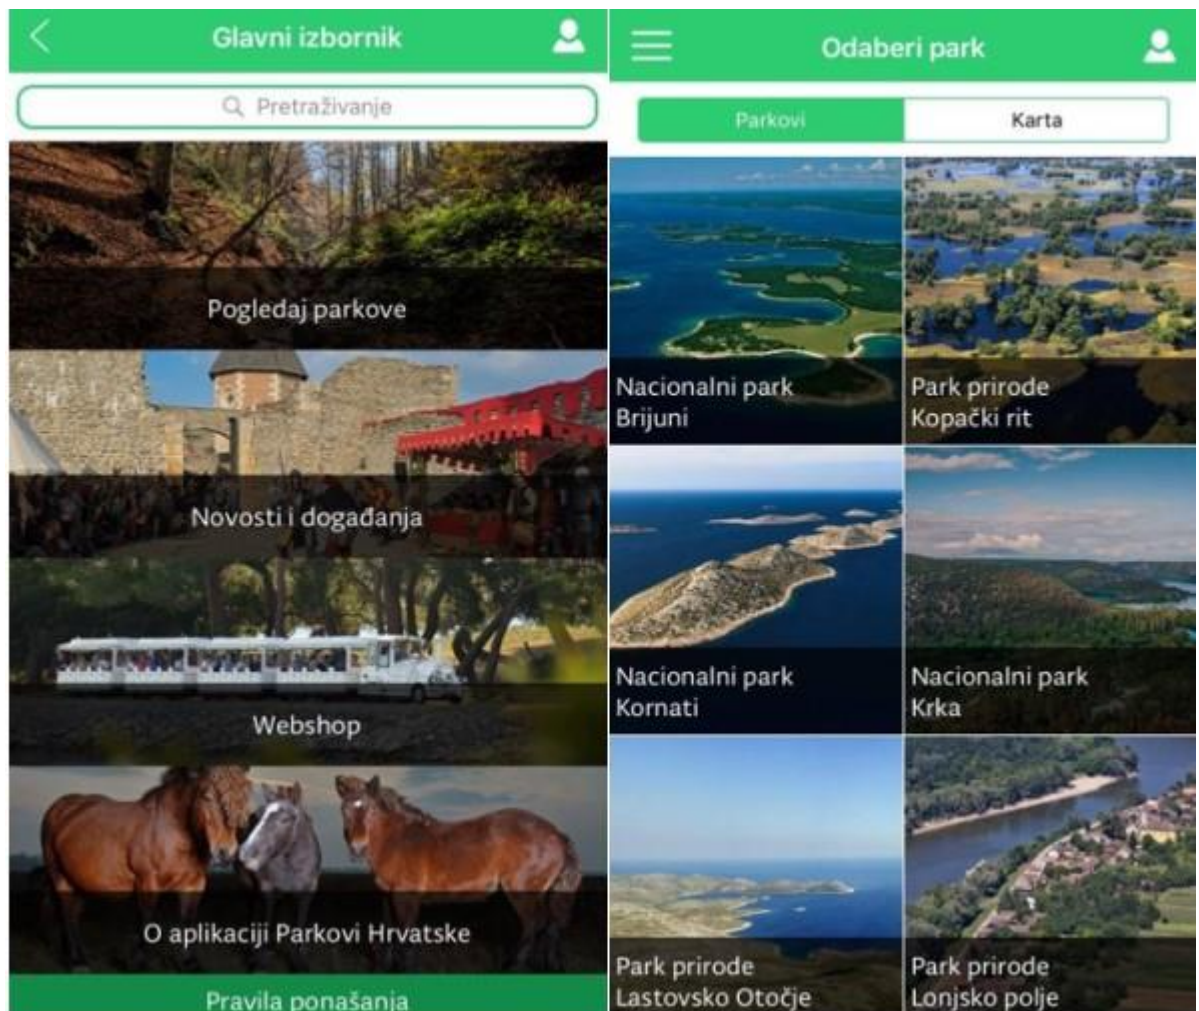 Glavni izbornik
Pretraživanje
Pogledaj parkove
Novosti i događanja
Webshop
O aplikaciji Parkovi Hrvatske
Pravila ponašanja
Odaberi park
Parkovi
Karta
Nacionalni park
Brijuni
Park prirode
Kopački rit
Nacionalni park
Kornati
Nacionalni park
Krka
Park prirode
Lastovsko Otočje
Park prirode
Lonjsko polje